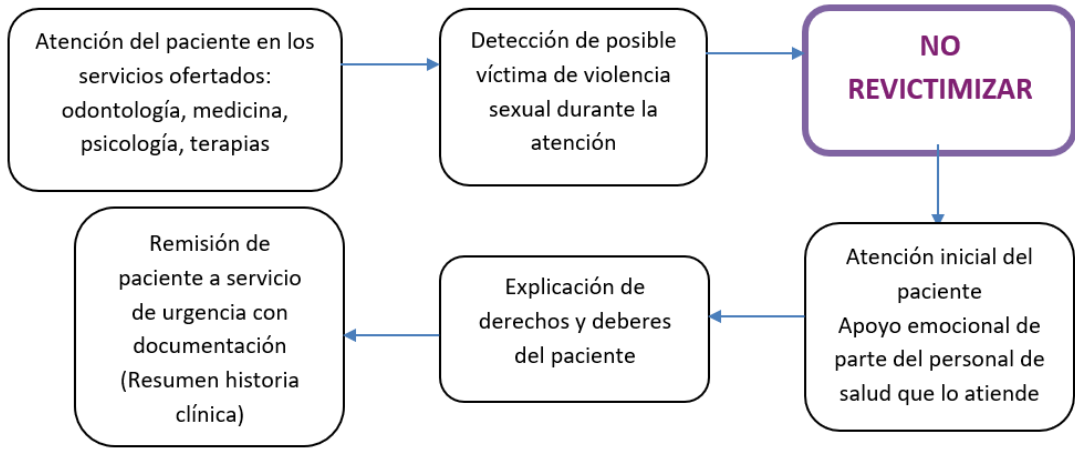 Atención del paciente en los
servicios ofertados:
odontología, medicina,
psicología, terapias
Detección de posible
víctima de violencia
sexual durante la
atención
NO
REVICTIMIZAR
Atención inicial del
paciente
Apoyo emocional de
parte del personal de
salud que lo atiende
Explicación de
derechos y deberes
del paciente
Remisión de
paciente a servicio
de urgencia con
documentación
(Resumen historia
clínica)